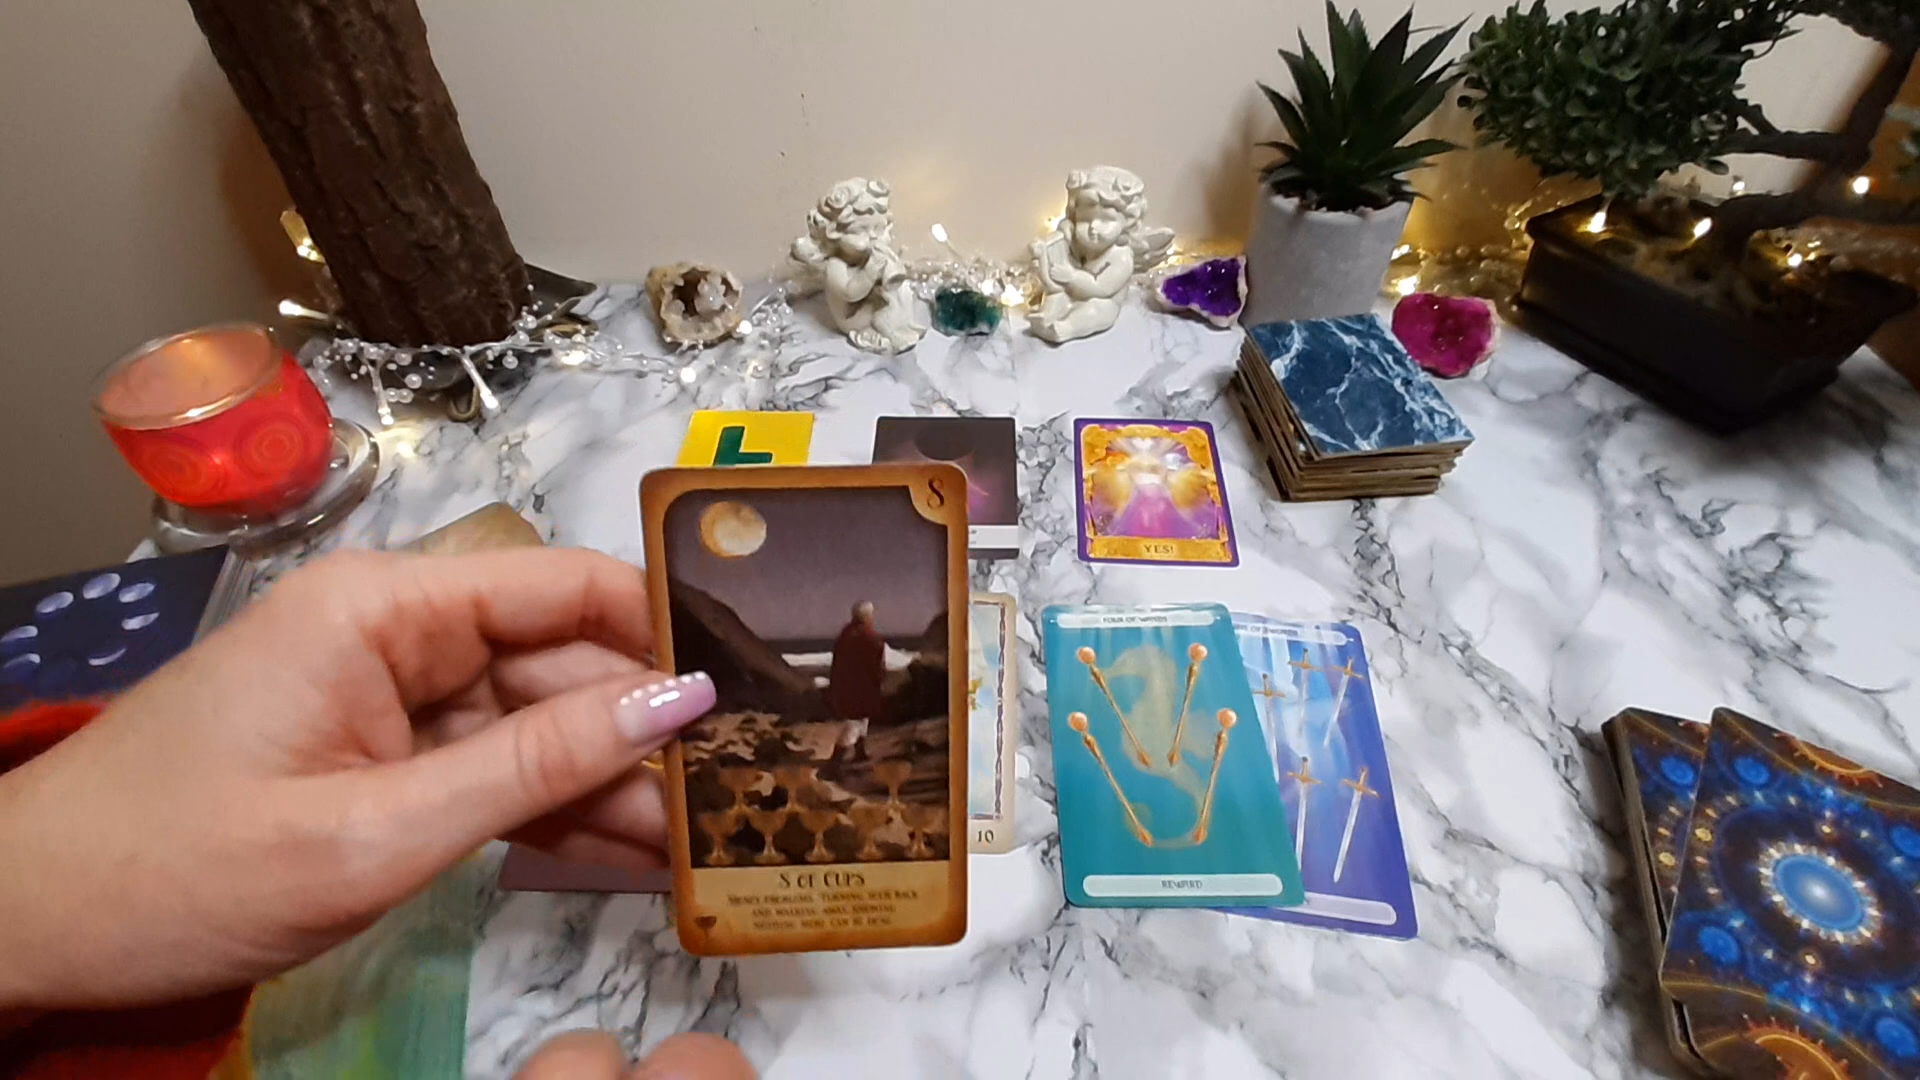 L
YES!
8
FOUR OF WANDS
10
REWARD
8 OF CUPS
MONEY PROBLEMS. TURNING YOUR BACK
AND WALKING AWAY, KNOWING
NOTHING MORE CAN BE DONE